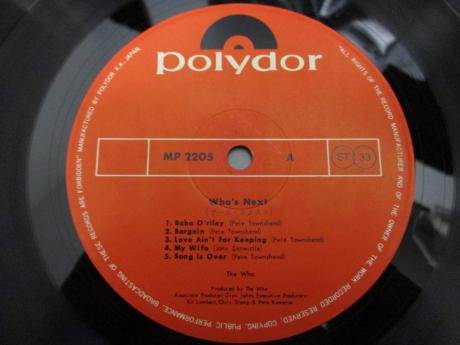 polydor
MP 2205 A ST 33
Who's Next
1. Baba O'riley (Pete Townshend)
2. Bargain (Pete Townshend)
3. Love Ain't For Keeping (Pete Townshend)
4. My Wife (John Entwistle)
5. Song is Over (Pete Townshend)
The Who
Produced by The Who
Associate Producer: Glyn Johns Executive Producers:
Kit Lambert, Chris Stamp & Pete Kameron
"ALL RIGHTS OF THE RECORD MANUFACTURER AND OF THE OWNER OF THE WORK RECORDED RESERVED, COPYING, PUBLIC PERFORMANCE, BROADCASTING OF THESE RECORDS ARE FORBIDDEN" MANUFACTURED BY POLYDOR K.K., JAPAN